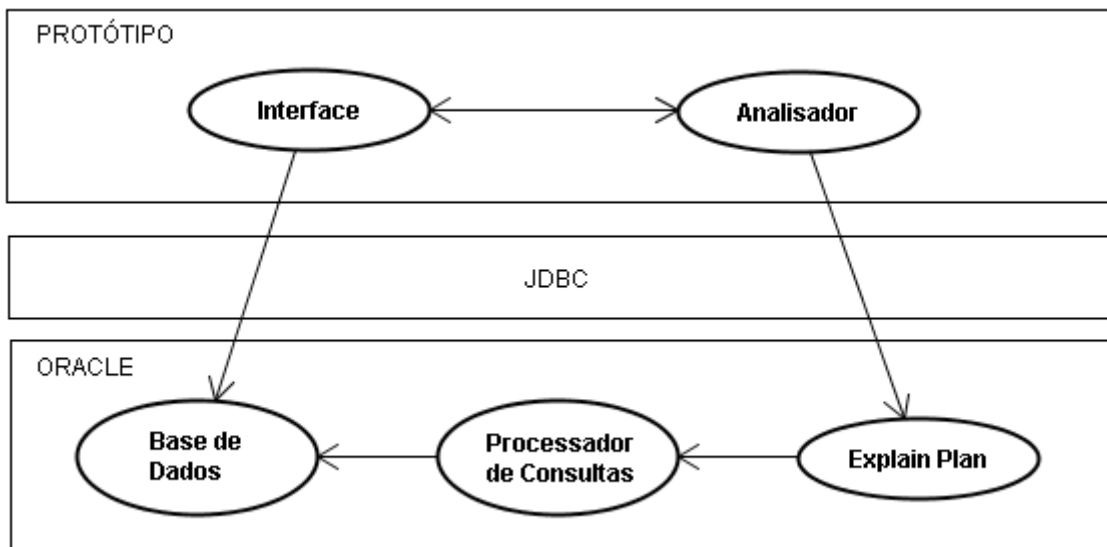 PROTÓTIPO
Interface
Analisador
JDBC
ORACLE
Base de
Dados
Processador
de Consultas
Explain Plan